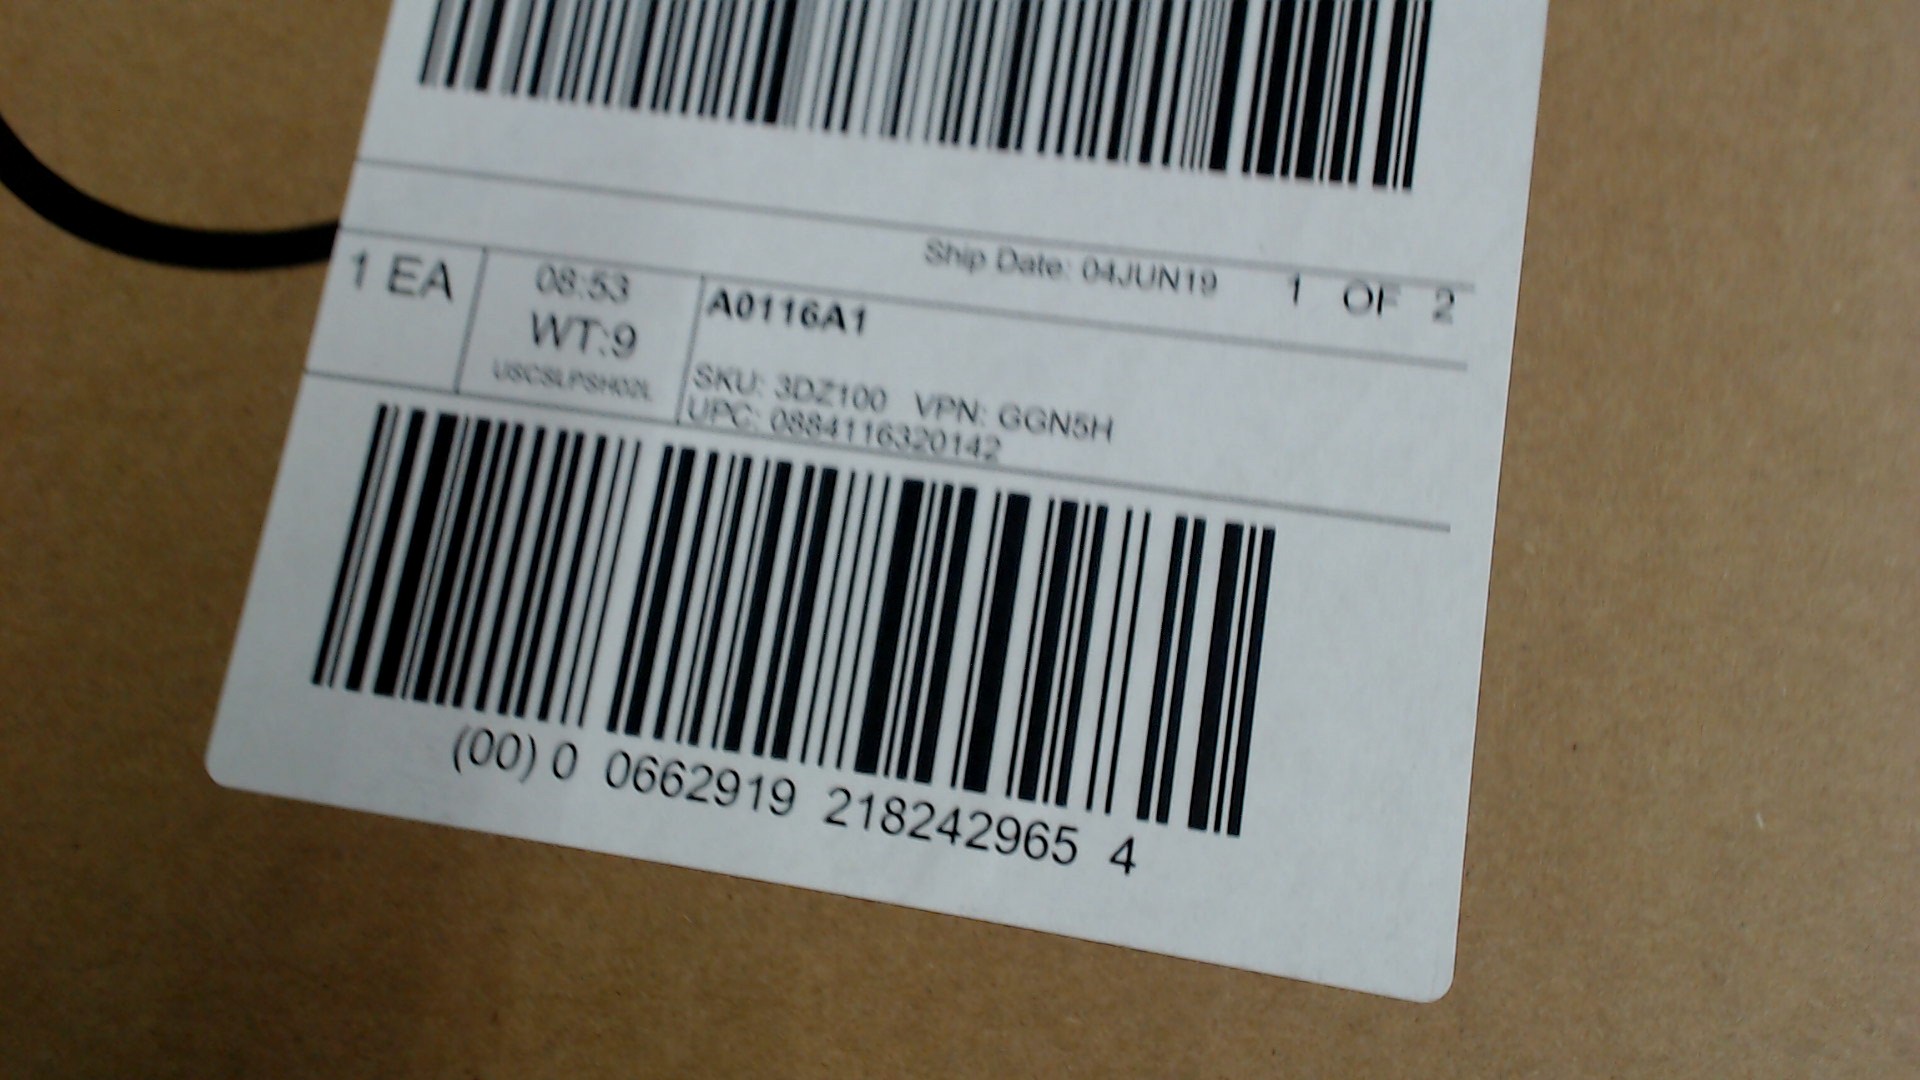 Ship Date: 04JUN19 1 OF 2
1 EA
08:53
WT:9
USCSLPSH02L
A0116A1
SKU: 3DZ100 VPN: GGN5H
UPC: 0884116320142
(00) 0 0662919 218242965 4